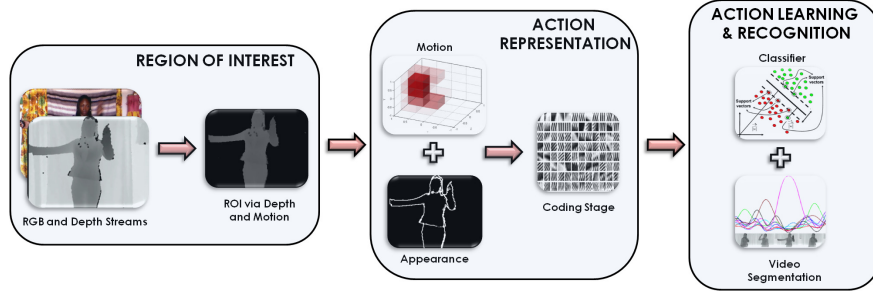 REGION OF INTEREST
RGB and Depth Streams
ROI via Depth
and Motion
ACTION
REPRESENTATION
Motion
Appearance
Coding Stage
ACTION LEARNING
& RECOGNITION
Classifier
Support
vectors
Support
vectors
Video
Segmentation